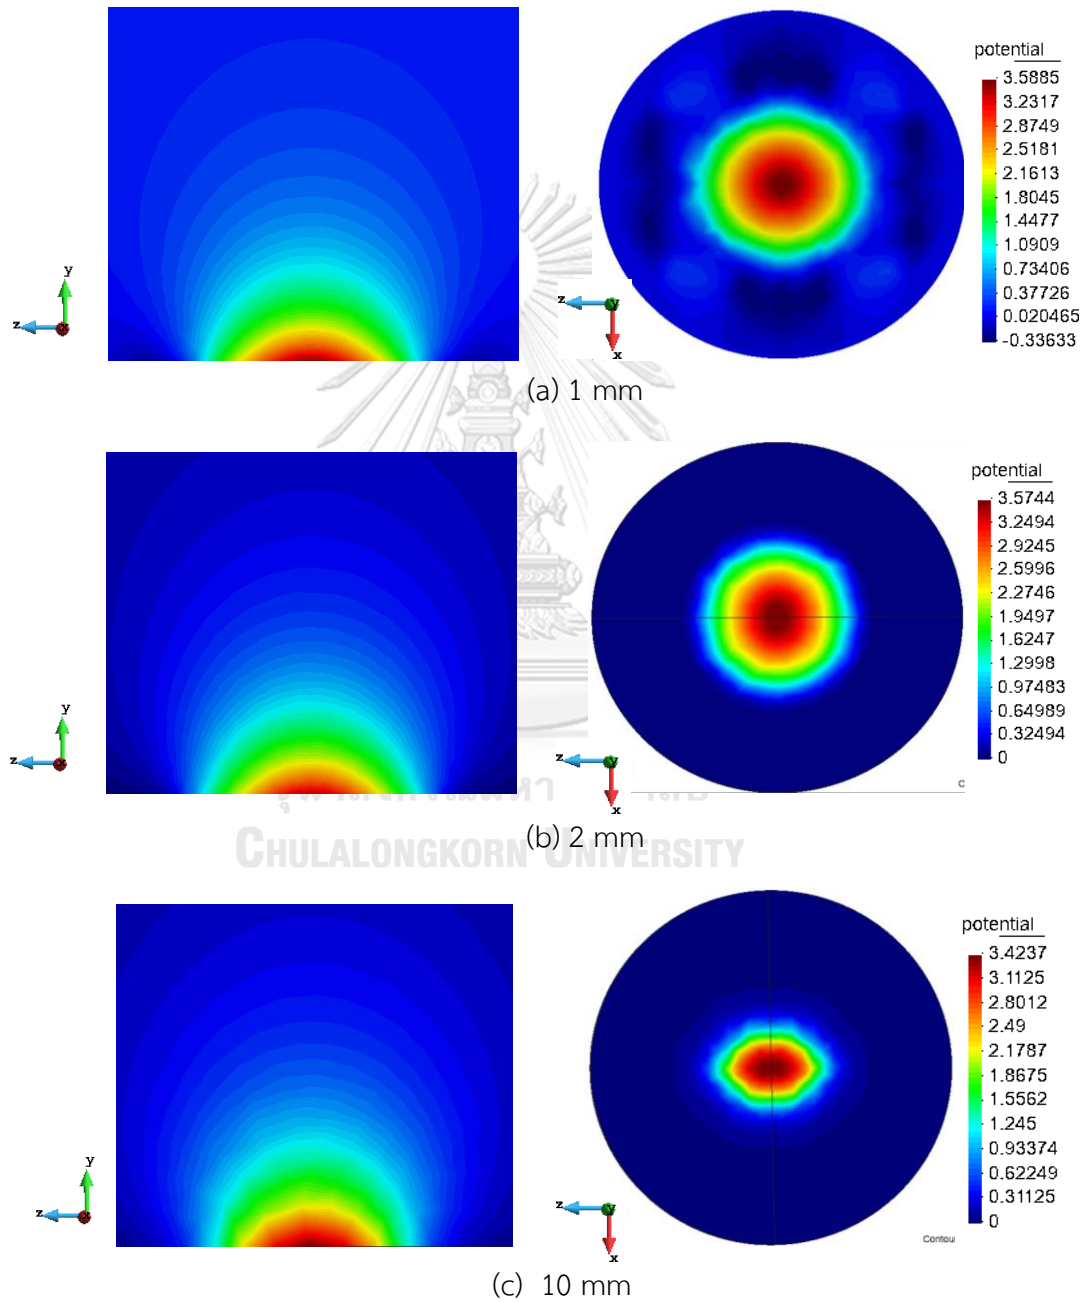 potential
3.5885
3.2317
2.8749
2.5181
2.1613
1.8045
1.4477
1.0909
0.73406
0.37726
0.020465
-0.33633
y
z
x
z
y
x
(a) 1 mm
potential
3.5744
3.2494
2.9245
2.5996
2.2746
1.9497
1.6247
1.2998
0.97483
0.64989
0.32494
0
y
z
x
z
y
x
c
(b) 2 mm
CHULALONGKORN UNIVERSITY
potential
3.4237
3.1125
2.8012
2.49
2.1787
1.8675
1.5562
1.245
0.93374
0.62249
0.31125
0
y
z
x
z
y
x
Contou
(c) 10 mm